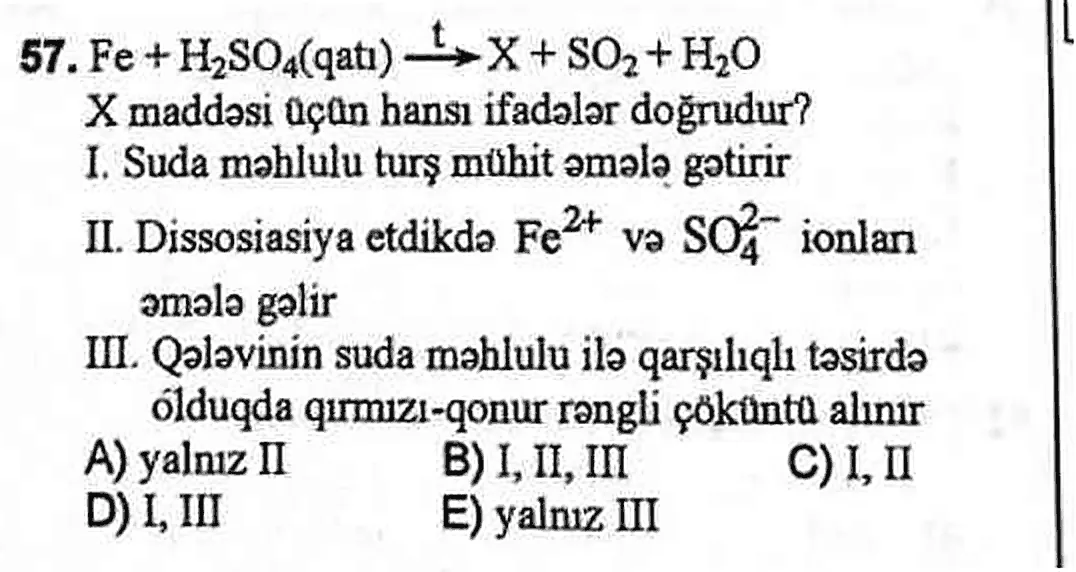 57. Fe + H₂SO₄(qatı) —t→ X + SO₂ + H₂O
X maddəsi üçün hansı ifadələr doğrudur?
I. Suda məhlulu turş mühit əmələ gətirir
II. Dissosiasiya etdikdə Fe²⁺ və SO₄²⁻ ionları
əmələ gəlir
III. Qələvinin suda məhlulu ilə qarşılıqlı təsirdə
olduqda qırmızı-qonur rəngli çöküntü alınır
A) yalnız II B) I, II, III C) I, II
D) I, III E) yalnız III